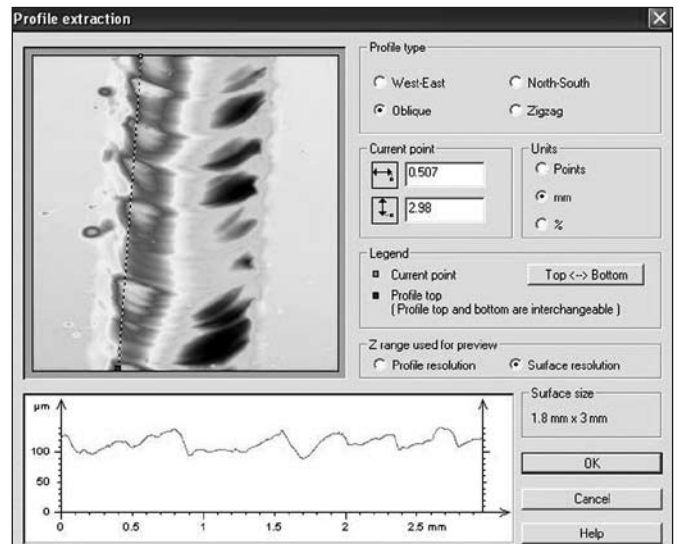 Profile extraction
Profile type
West-East
North-South
Oblique
Zigzag
Current point
0.507
2.98
Units
Points
mm
%
Legend
Current point
Top <--> Bottom
Profile top
( Profile top and bottom are interchangeable )
Z range used for preview
Profile resolution
Surface resolution
Surface size
1.8 mm x 3 mm
OK
Cancel
Help
µm
100
50
0
0 0.5 1 1.5 2 2.5 mm